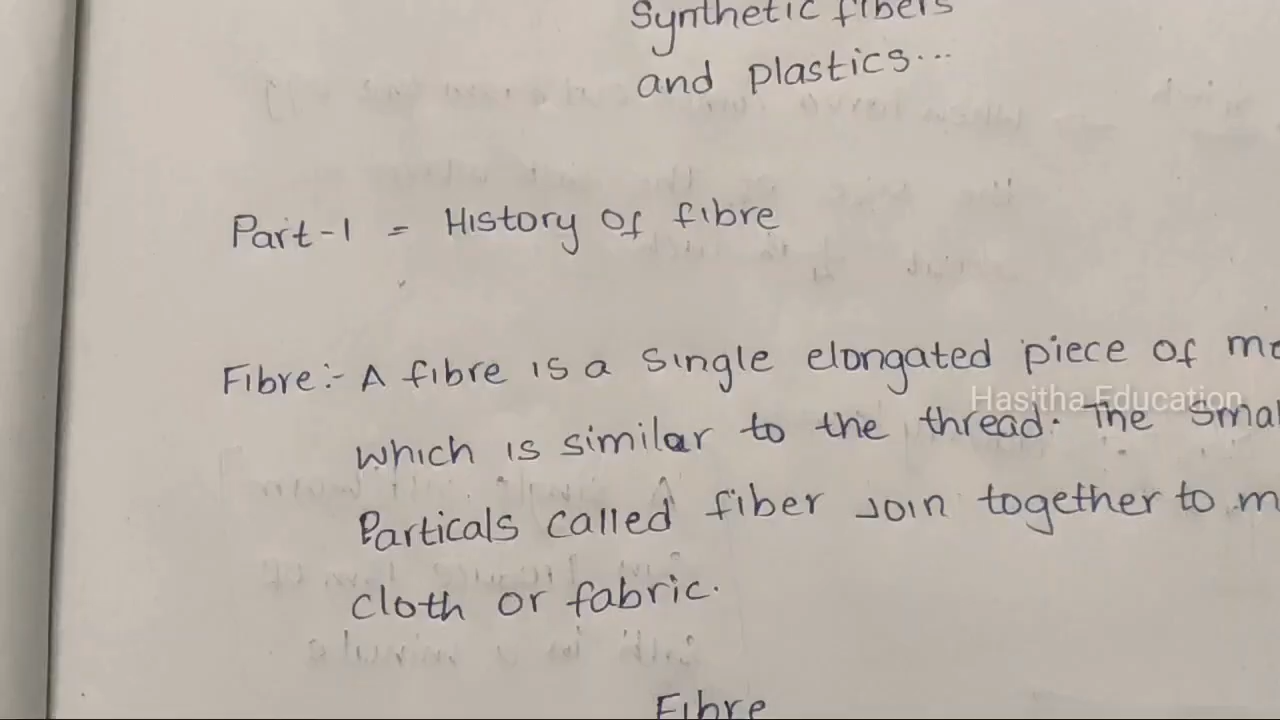 Synthetic fibers
and plastics...
Part-1 = History of fibre
Fibre:- A fibre is a single elongated piece of
Hasitha Education
which is similar to the thread. The
Particals called fiber join together to
cloth or fabric.
Fibre